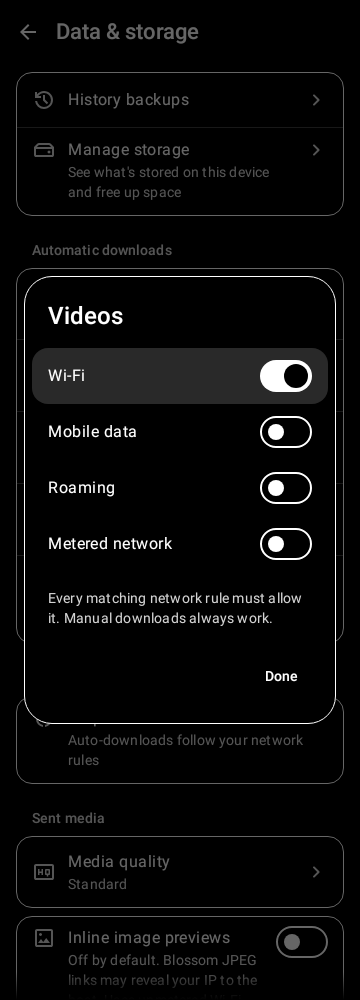 Data & storage
History backups
Manage storage
See what's stored on this device
and free up space
Automatic downloads
Videos
Wi-Fi
Mobile data
Roaming
Metered network
Every matching network rule must allow
it. Manual downloads always work.
Done
Auto-downloads follow your network
rules
Sent media
Media quality
Standard
Inline image previews
Off by default. Blossom JPEG
links may reveal your IP to the